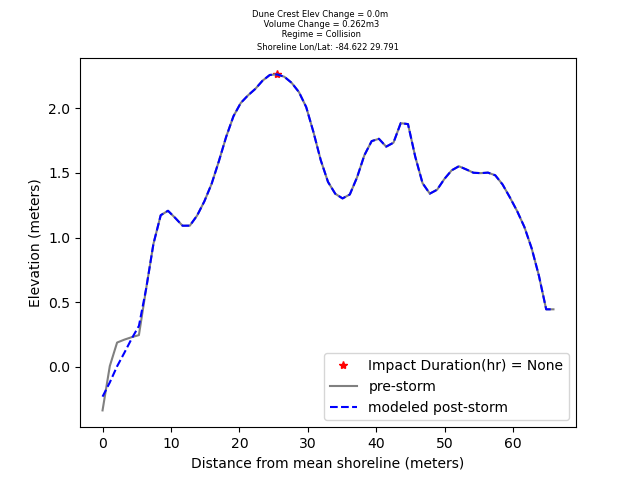 Dune Crest Elev Change = 0.0m
Volume Change = 0.262m3
Regime = Collision
Shoreline Lon/Lat: -84.622 29.791
Elevation (meters)
2.0
1.5
1.0
0.5
0.0
Impact Duration(hr) = None
pre-storm
modeled post-storm
0 10 20 30 40 50 60
Distance from mean shoreline (meters)